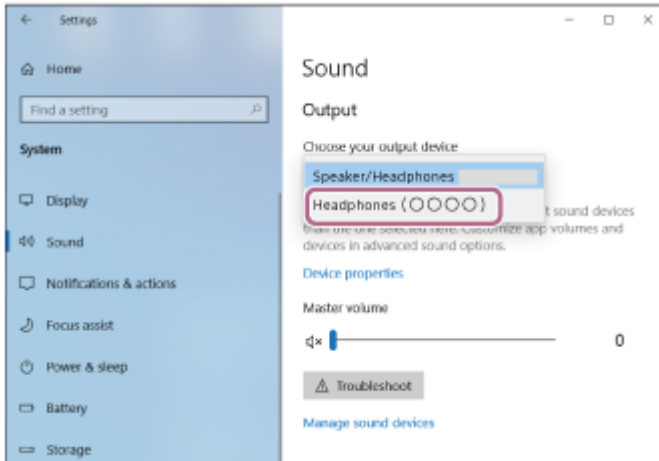 Settings
Home
Find a setting
System
Display
Sound
Notifications & actions
Focus assist
Power & sleep
Battery
Storage
Sound
Output
Choose your output device
Speaker/Headphones
Headphones (○○○○)
t sound devices
than the one selected here. Customize app volumes and
devices in advanced sound options.
Device properties
Master volume
0
Troubleshoot
Manage sound devices